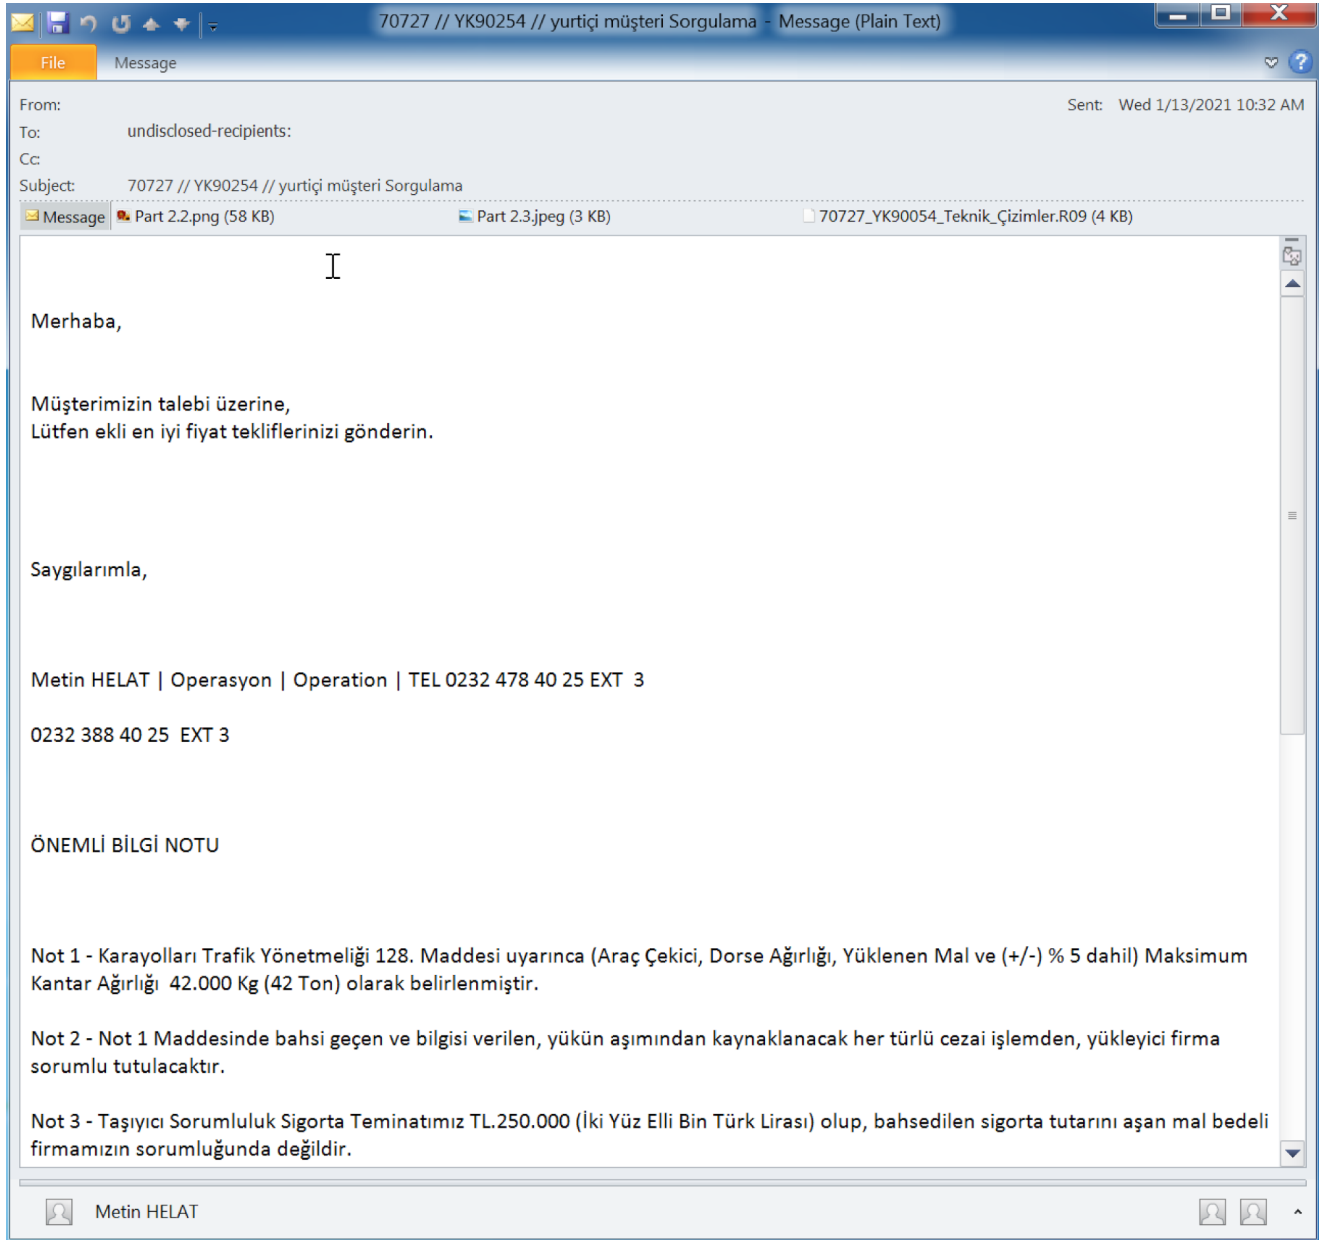 70727 // YK90254 // yurtiçi müşteri Sorgulama - Message (Plain Text)
File Message
From: Sent: Wed 1/13/2021 10:32 AM
To: undisclosed-recipients:
Cc:
Subject: 70727 // YK90254 // yurtiçi müşteri Sorgulama
Message Part 2.2.png (58 KB) Part 2.3.jpeg (3 KB) 70727_YK90054_Teknik_Çizimler.R09 (4 KB)
Merhaba,
Müşterimizin talebi üzerine,
Lütfen ekli en iyi fiyat tekliflerinizi gönderin.
Saygılarımla,
Metin HELAT | Operasyon | Operation | TEL 0232 478 40 25 EXT 3
0232 388 40 25 EXT 3
ÖNEMLİ BİLGİ NOTU
Not 1 - Karayolları Trafik Yönetmeliği 128. Maddesi uyarınca (Araç Çekici, Dorse Ağırlığı, Yüklenen Mal ve (+/-) % 5 dahil) Maksimum
Kantar Ağırlığı 42.000 Kg (42 Ton) olarak belirlenmiştir.
Not 2 - Not 1 Maddesinde bahsi geçen ve bilgisi verilen, yükün aşımından kaynaklanacak her türlü cezai işlemden, yükleyici firma
sorumlu tutulacaktır.
Not 3 - Taşıyıcı Sorumluluk Sigorta Teminatımız TL.250.000 (İki Yüz Elli Bin Türk Lirası) olup, bahsedilen sigorta tutarını aşan mal bedeli
firmamızın sorumluğunda değildir.
Metin HELAT